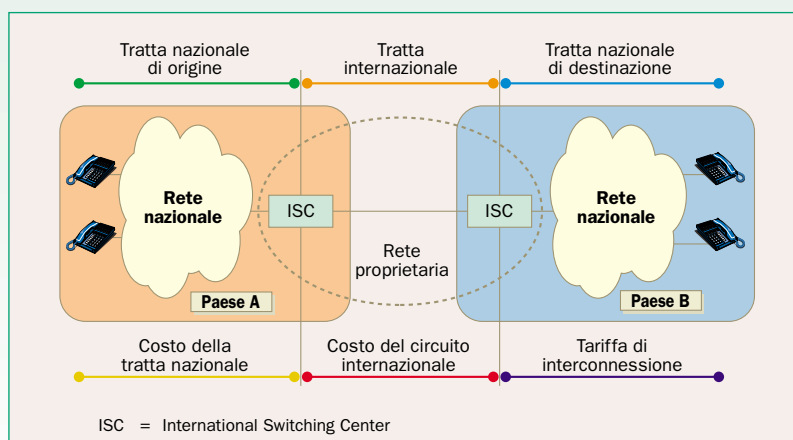 Tratta nazionale
di origine
Tratta
internazionale
Tratta nazionale
di destinazione
Rete
nazionale
ISC
ISC
Rete
nazionale
Rete
proprietaria
Paese A
Paese B
Costo della
tratta nazionale
Costo del circuito
internazionale
Tariffa di
interconnessione
ISC = International Switching Center